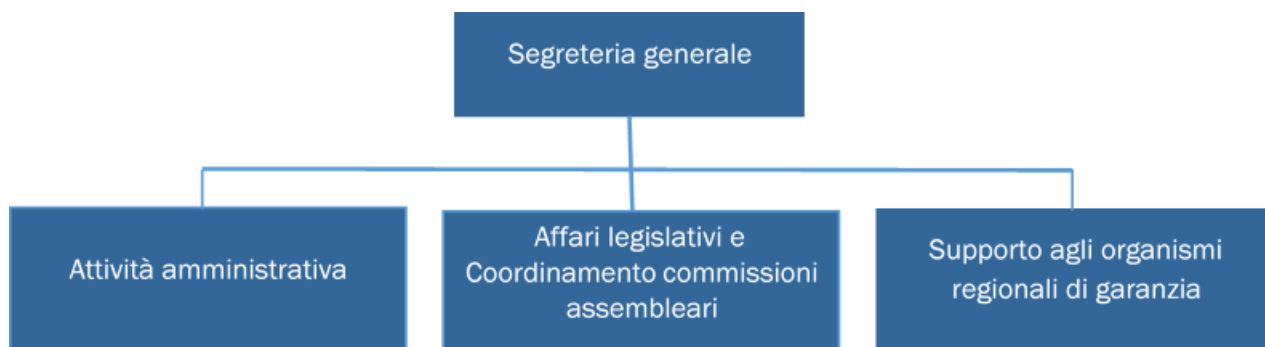 Segreteria generale
Attività amministrativa
Affari legislativi e
Coordinamento commissioni
assembleari
Supporto agli organismi
regionali di garanzia